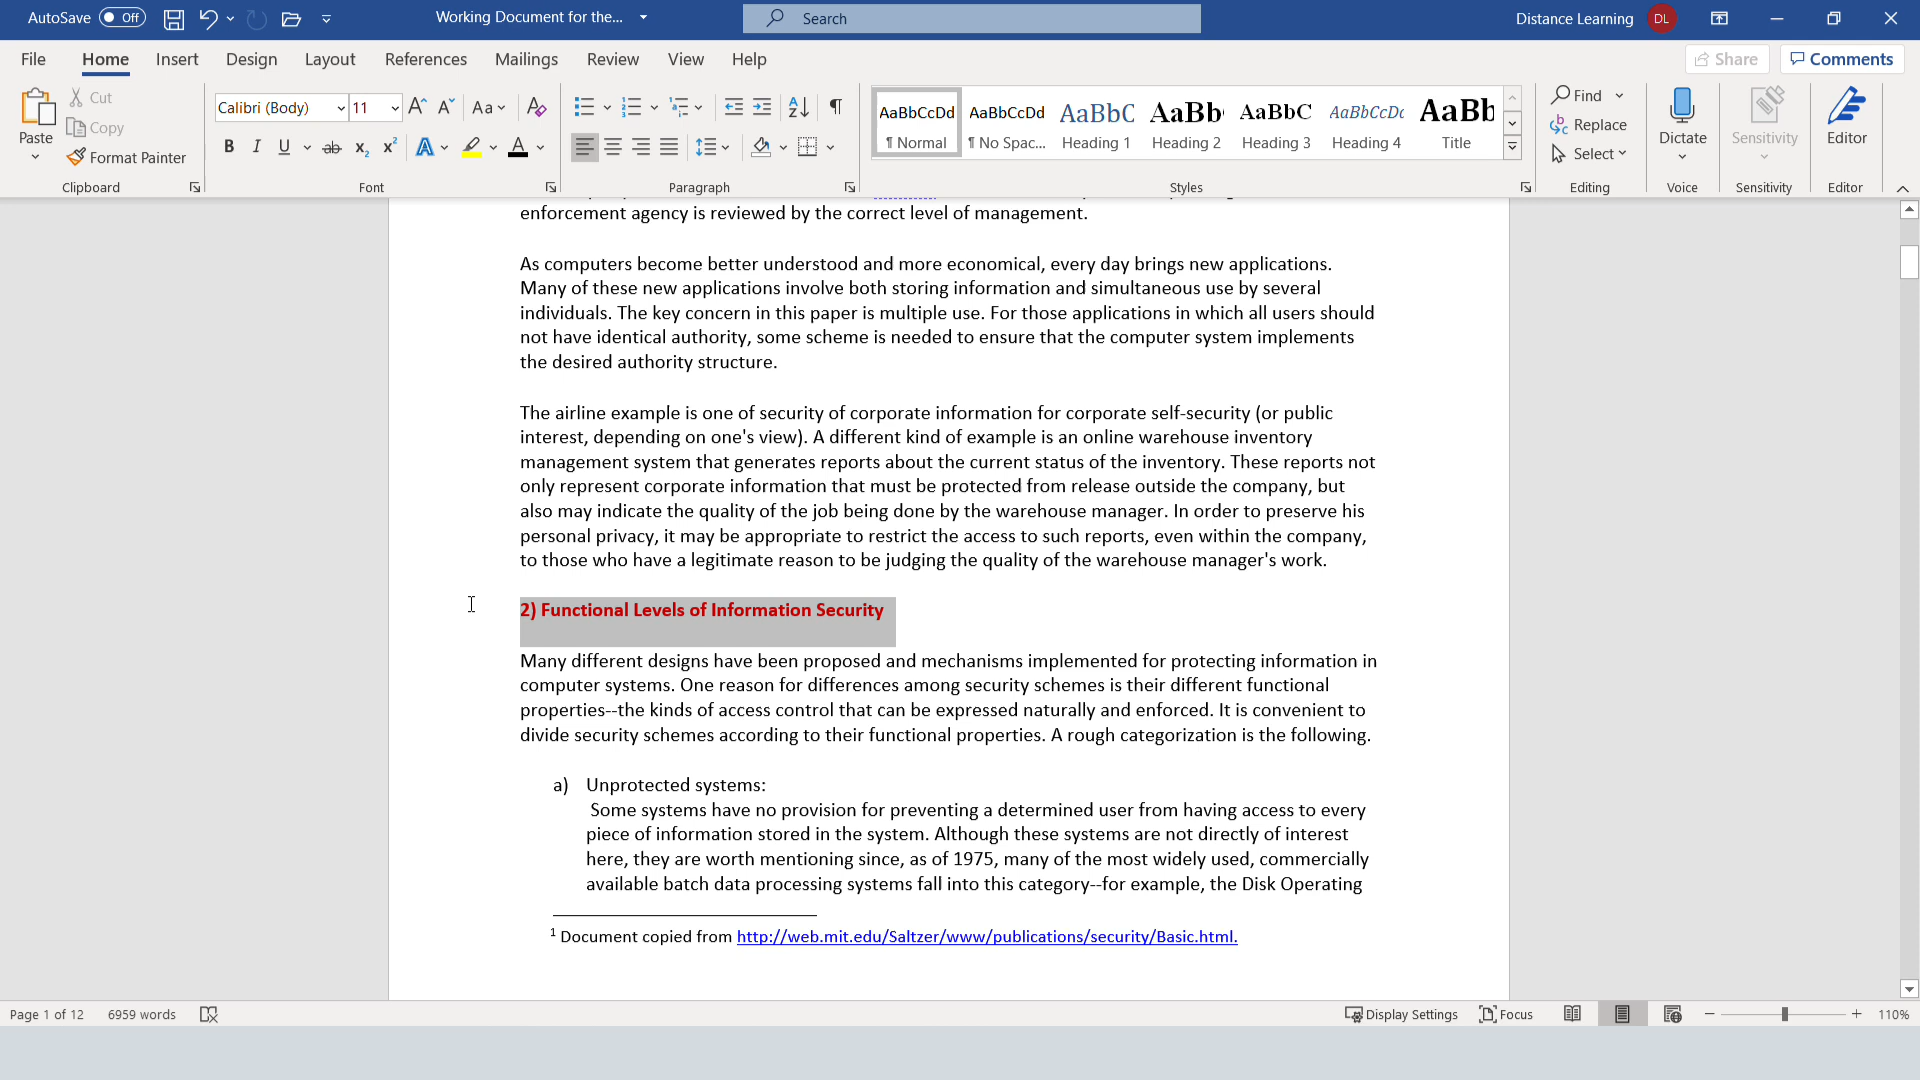 AutoSave Off Working Document for the... Search Distance Learning DL
File Home Insert Design Layout References Mailings Review View Help Share Comments
Paste Cut Copy Format Painter
Clipboard
Calibri (Body) 11 Aa
B I U ab x2 x2 A A
Font
Paragraph
AaBbCcDd AaBbCcDd AaBbC AaBb AaBbC AaBbCcDc AaBb
¶ Normal ¶ No Spac... Heading 1 Heading 2 Heading 3 Heading 4 Title
Styles
Find
Replace
Select
Editing
Dictate
Voice
Sensitivity
Sensitivity
Editor
Editor
enforcement agency is reviewed by the correct level of management.
As computers become better understood and more economical, every day brings new applications.
Many of these new applications involve both storing information and simultaneous use by several
individuals. The key concern in this paper is multiple use. For those applications in which all users should
not have identical authority, some scheme is needed to ensure that the computer system implements
the desired authority structure.
The airline example is one of security of corporate information for corporate self-security (or public
interest, depending on one's view). A different kind of example is an online warehouse inventory
management system that generates reports about the current status of the inventory. These reports not
only represent corporate information that must be protected from release outside the company, but
also may indicate the quality of the job being done by the warehouse manager. In order to preserve his
personal privacy, it may be appropriate to restrict the access to such reports, even within the company,
to those who have a legitimate reason to be judging the quality of the warehouse manager's work.
2) Functional Levels of Information Security
Many different designs have been proposed and mechanisms implemented for protecting information in
computer systems. One reason for differences among security schemes is their different functional
properties--the kinds of access control that can be expressed naturally and enforced. It is convenient to
divide security schemes according to their functional properties. A rough categorization is the following.
a) Unprotected systems:
Some systems have no provision for preventing a determined user from having access to every
piece of information stored in the system. Although these systems are not directly of interest
here, they are worth mentioning since, as of 1975, many of the most widely used, commercially
available batch data processing systems fall into this category--for example, the Disk Operating
1 Document copied from http://web.mit.edu/Saltzer/www/publications/security/Basic.html.
Page 1 of 12 6959 words Display Settings Focus 110%